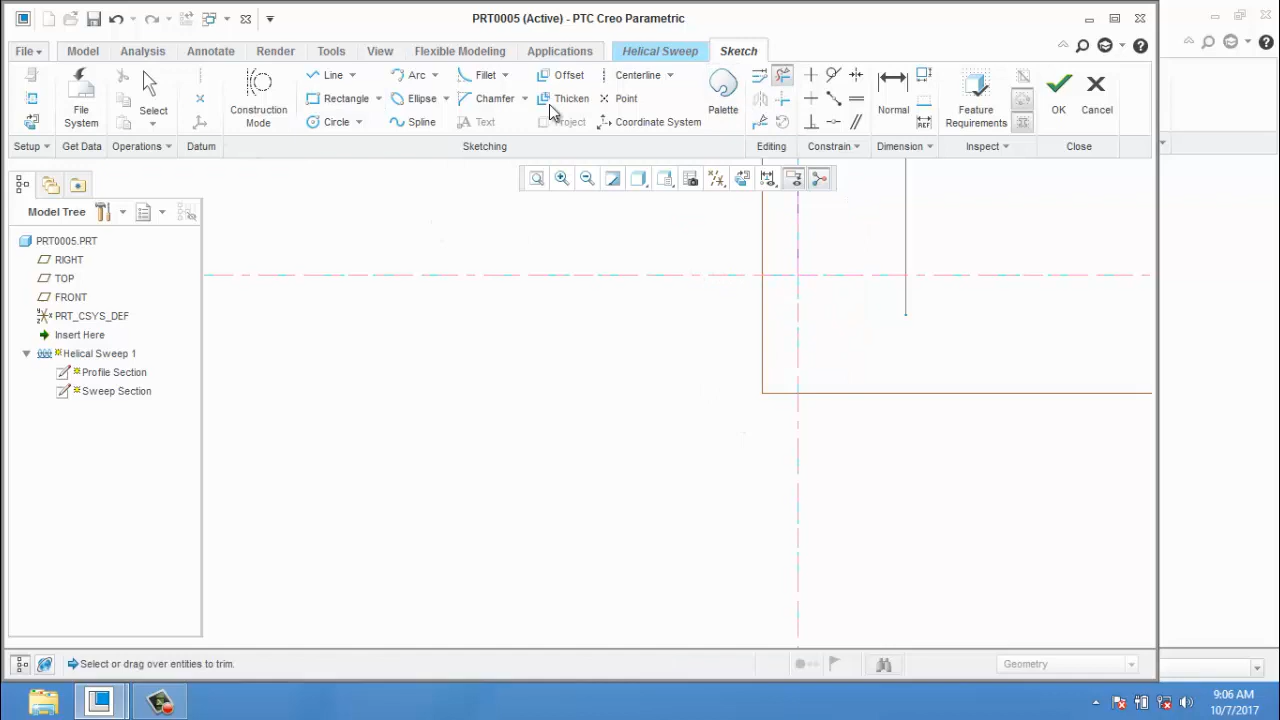 PRT0005 (Active) - PTC Creo Parametric
File
Model
Analysis
Annotate
Render
Tools
View
Flexible Modeling
Applications
Helical Sweep
Sketch
File System
Select
Construction Mode
Line
Rectangle
Circle
Arc
Ellipse
Spline
Fillet
Chamfer
Text
Offset
Thicken
Project
Centerline
Point
Coordinate System
Palette
Normal
REF
Feature Requirements
OK
Cancel
Setup
Get Data
Operations
Datum
Sketching
Editing
Constrain
Dimension
Inspect
Close
Model Tree
PRT0005.PRT
RIGHT
TOP
FRONT
PRT_CSYS_DEF
Insert Here
Helical Sweep 1
Profile Section
Sweep Section
Select or drag over entities to trim.
Geometry
9:06 AM
10/7/2017